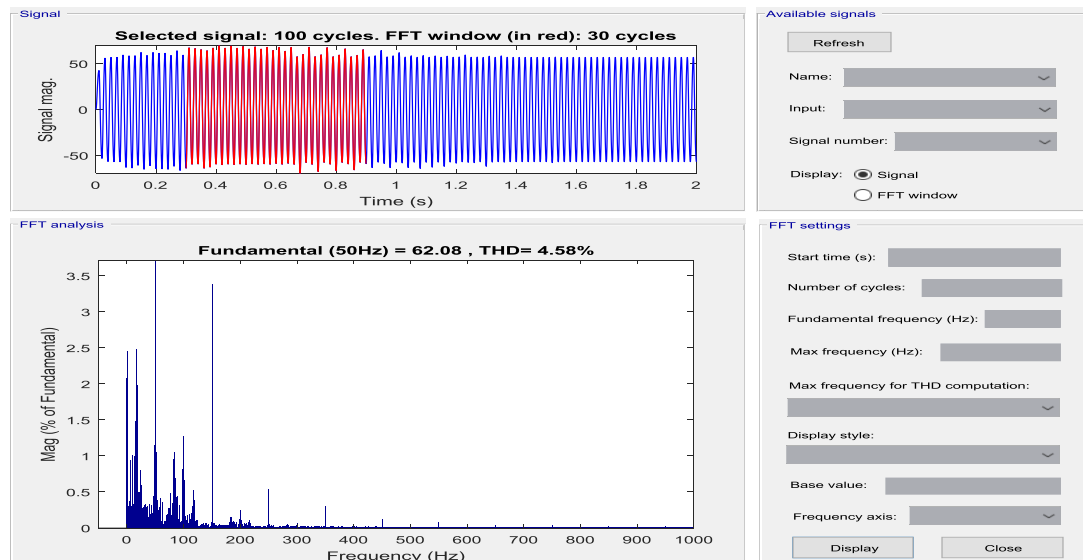 Signal
Selected signal: 100 cycles. FFT window (in red): 30 cycles
Signal mag.
50
0
-50
0 0.2 0.4 0.6 0.8 1 1.2 1.4 1.6 1.8 2
Time (s)
Available signals
Refresh
Name:
Input:
Signal number:
Display: Signal
FFT window
FFT analysis
Fundamental (50Hz) = 62.08 , THD= 4.58%
Mag (% of Fundamental)
3.5
3
2.5
2
1.5
1
0.5
0
0 100 200 300 400 500 600 700 800 900 1000
Frequency (Hz)
FFT settings
Start time (s):
Number of cycles:
Fundamental frequency (Hz):
Max frequency (Hz):
Max frequency for THD computation:
Display style:
Base value:
Frequency axis:
Display Close